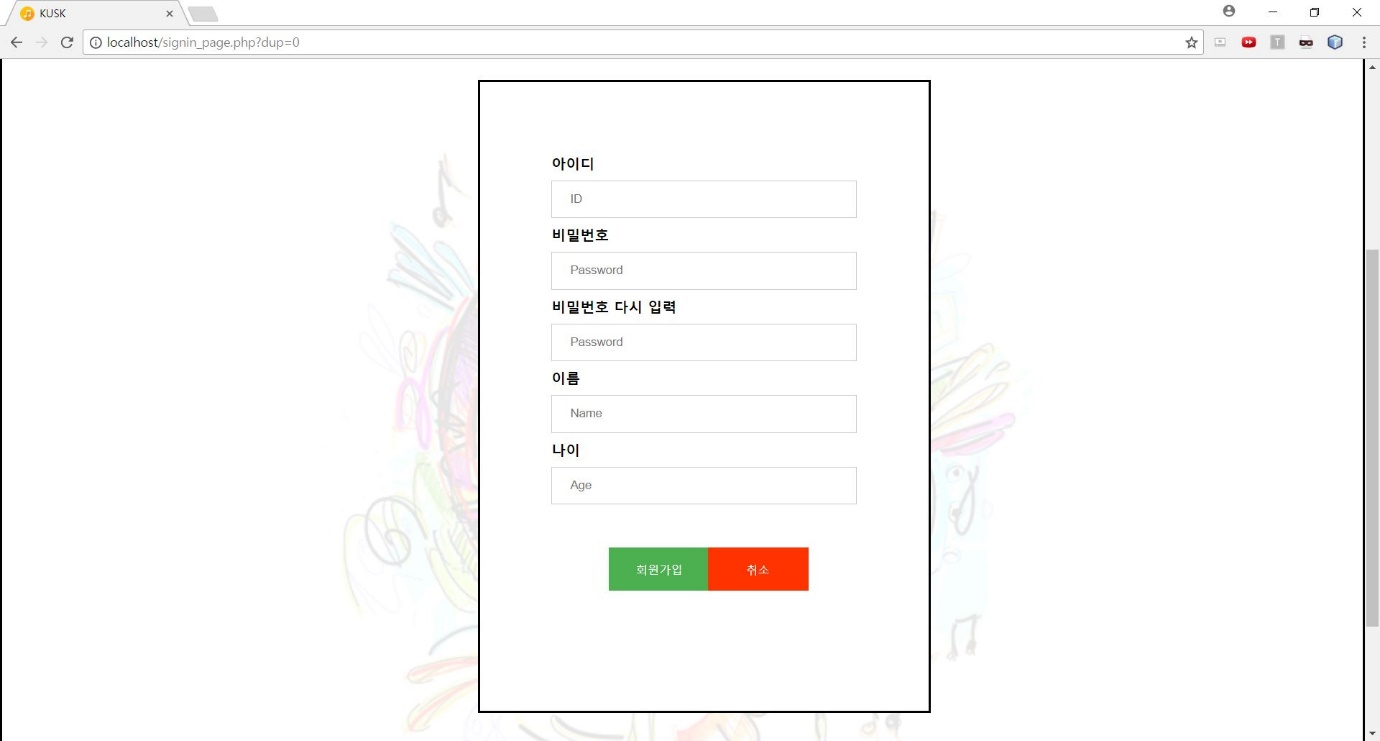 KUSK
localhost/signin_page.php?dup=0
T
아이디
ID
비밀번호
Password
비밀번호 다시 입력
Password
이름
Name
나이
Age
회원가입 취소